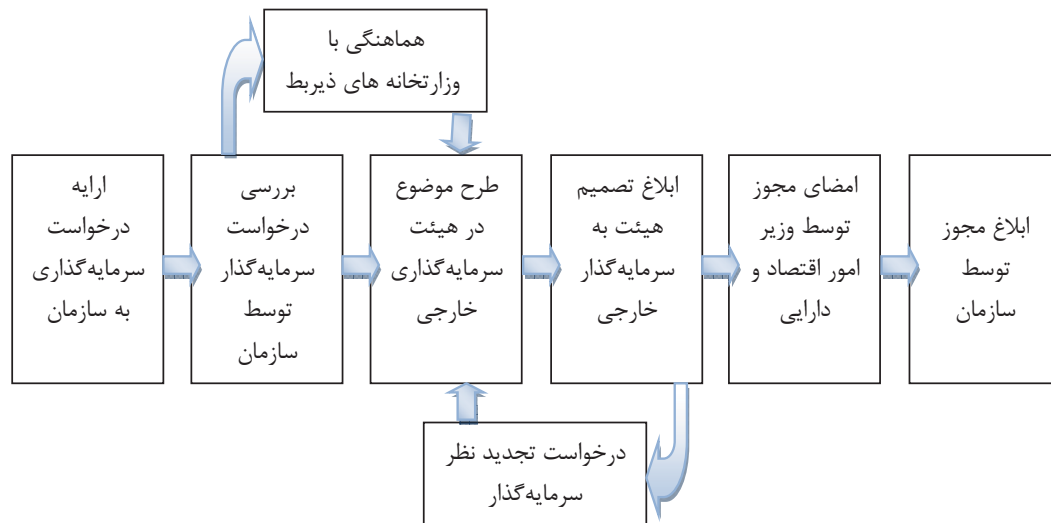 هماهنگی با
وزارتخانه های ذیربط
ارایه
درخواست
سرمایه‌گذاری
به سازمان
بررسی
درخواست
سرمایه‌گذار
توسط
سازمان
طرح موضوع
در هیئت
سرمایه‌گذاری
خارجی
ابلاغ تصمیم
هیئت به
سرمایه‌گذار
خارجی
امضای مجوز
توسط وزیر
امور اقتصاد و
دارایی
ابلاغ مجوز
توسط
سازمان
درخواست تجدید نظر
سرمایه‌گذار